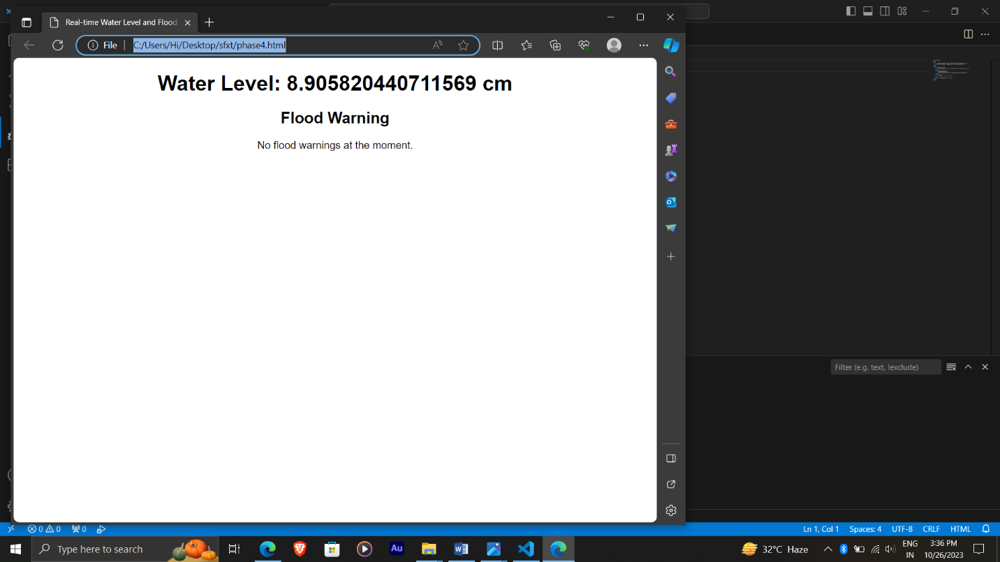 Real-time Water Level and Flood
File
C:/Users/Hi/Desktop/sfxt/phase4.html
Water Level: 8.905820440711569 cm
Flood Warning
No flood warnings at the moment.
Filter (e.g. text, !exclude)
0 0 0 Ln 1, Col 1 Spaces: 4 UTF-8 CRLF HTML
Type here to search
Au
32°C Haze
ENG
IN
3:36 PM
10/26/2023